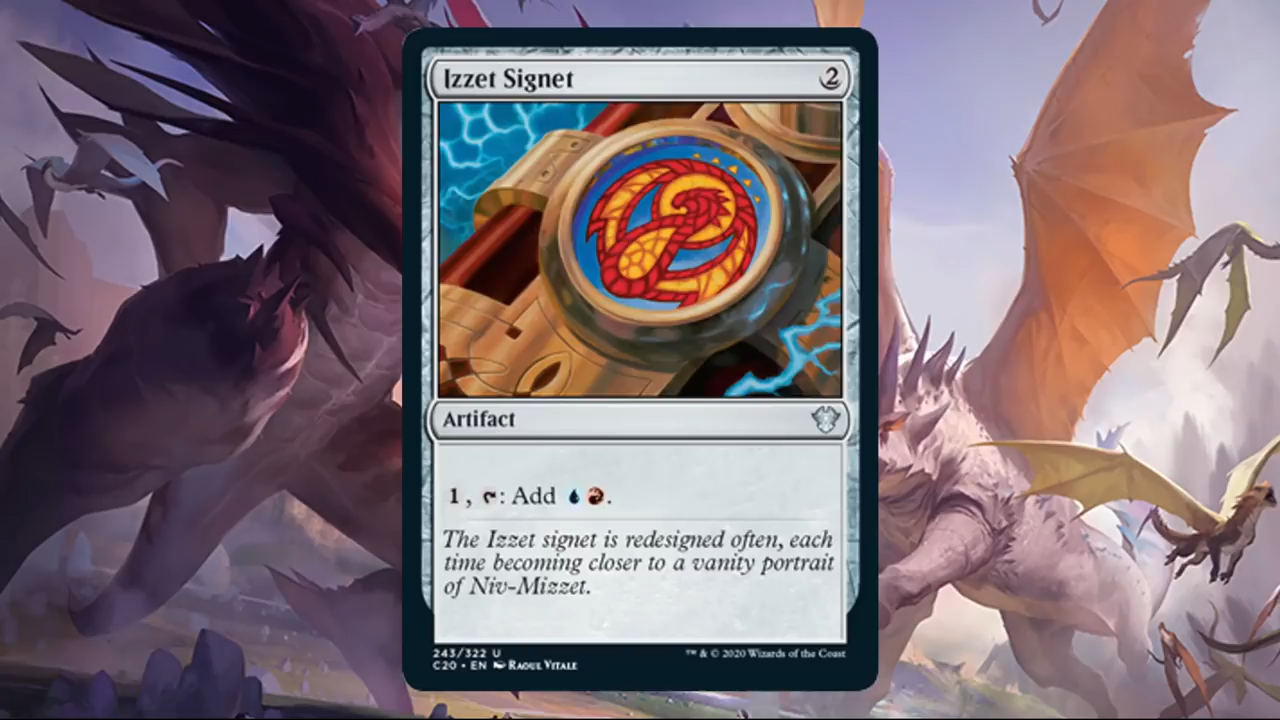 Izzet Signet 2
Artifact
1, : Add .
The Izzet signet is redesigned often, each
time becoming closer to a vanity portrait
of Niv-Mizzet.
243/322 U
C20 • EN RAOUL VITALE
™ & © 2020 Wizards of the Coast